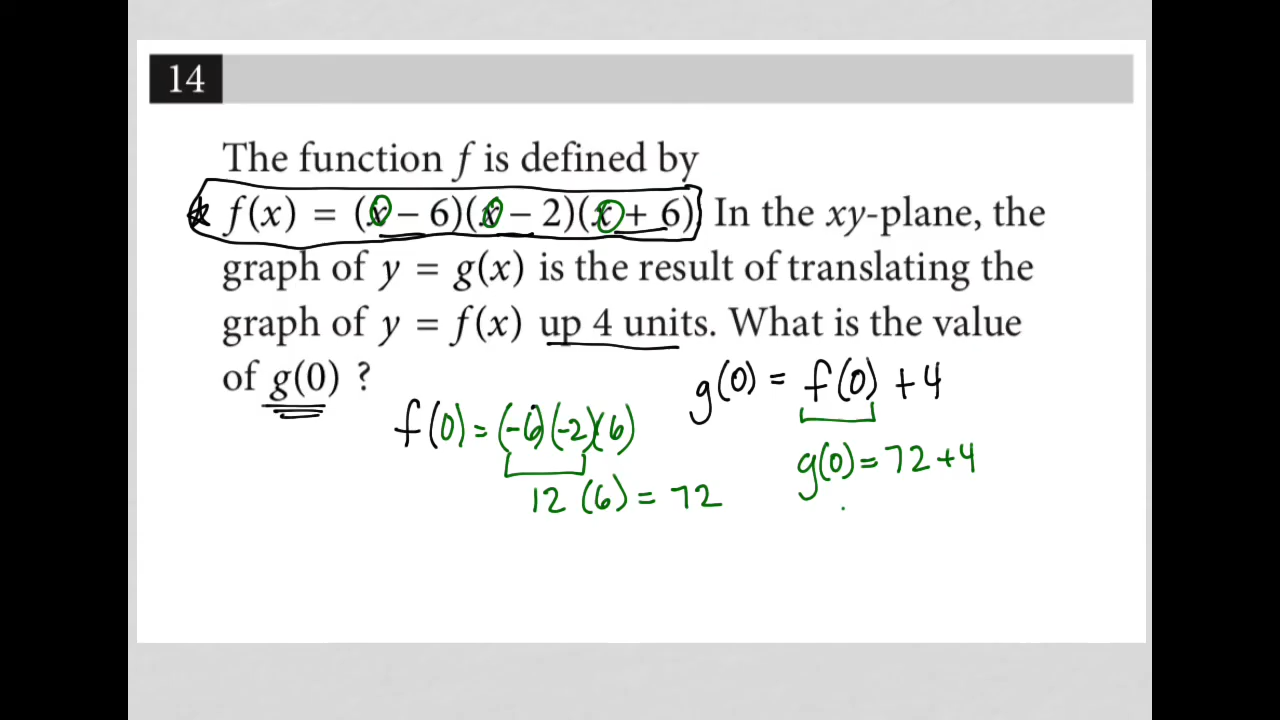 14
The function f is defined by
f(x) = (x − 6)(x − 2)(x + 6). In the xy-plane, the
graph of y = g(x) is the result of translating the
graph of y = f(x) up 4 units. What is the value
of g(0) ?
g(0) = f(0) + 4
f(0) = (-6)(-2)(6)
g(0) = 72 + 4
12 (6) = 72